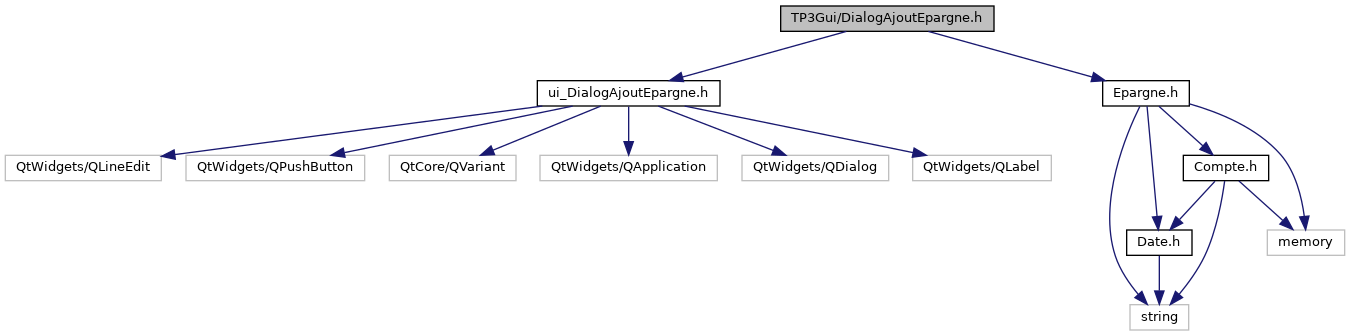 TP3Gui/DialogAjoutEpargne.h
ui_DialogAjoutEpargne.h
Epargne.h
QtWidgets/QLineEdit
QtWidgets/QPushButton
QtCore/QVariant
QtWidgets/QApplication
QtWidgets/QDialog
QtWidgets/QLabel
Compte.h
Date.h
memory
string